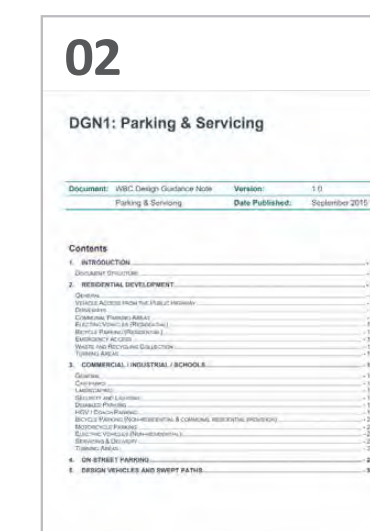 02
DGN1: Parking & Servicing
Document: WBC Design Guidance Note Version: 1.0
Parking & Servicing Date Published: September 2015
Contents
1. INTRODUCTION
DOCUMENT STRUCTURE
2. RESIDENTIAL DEVELOPMENT
GENERAL
VEHICLE ACCESS FROM THE PUBLIC HIGHWAY
DRIVEWAYS
COMMUNAL PARKING AREAS
ELECTRIC VEHICLES (RESIDENTIAL)
BICYCLE PARKING (RESIDENTIAL)
EMERGENCY ACCESS
WASTE AND RECYCLING COLLECTION
TURNING AREAS
3. COMMERCIAL / INDUSTRIAL / SCHOOLS
GENERAL
CAR PARKS
LANDSCAPING
SECURITY AND LIGHTING
DISABLED PARKING
HGV / COACH PARKING
BICYCLE PARKING (NON-RESIDENTIAL & COMMUNAL RESIDENTIAL PROVISION)
MOTORCYCLE PARKING
ELECTRIC VEHICLES (NON-RESIDENTIAL)
SERVICING & DELIVERY
TURNING AREAS
4. ON-STREET PARKING
5. DESIGN VEHICLES AND SWEPT PATHS